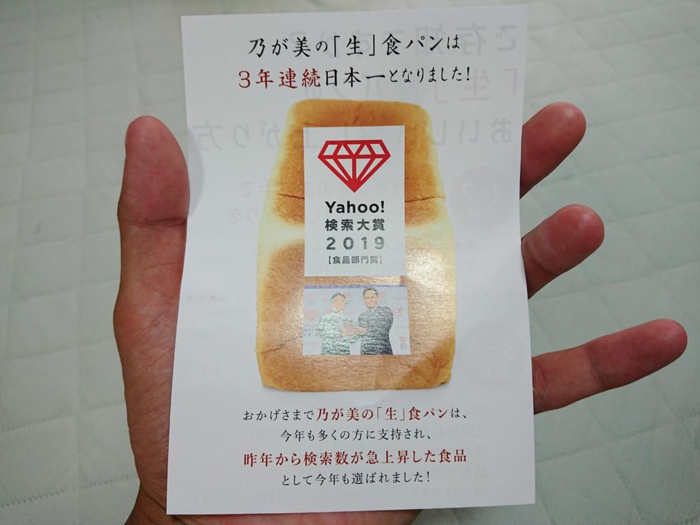 乃が美の「生」食パンは
3年連続日本一となりました!
Yahoo!
検索大賞
2019
【食品部門賞】
おかげさまで乃が美の「生」食パンは、
今年も多くの方に支持され、
昨年から検索数が急上昇した食品
として今年も選ばれました!